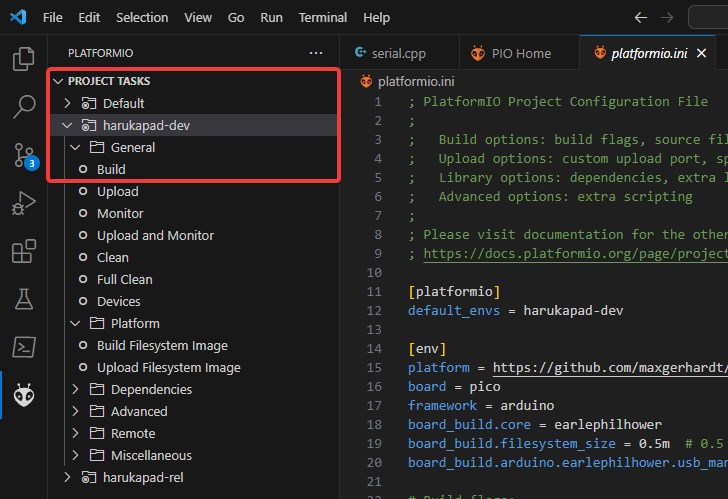 File Edit Selection View Go Run Terminal Help
PLATFORMIO ...
serial.cpp PIO Home platformio.ini
platformio.ini
PROJECT TASKS
Default
harukapad-dev
General
Build
Upload
Monitor
Upload and Monitor
Clean
Full Clean
Devices
Platform
Build Filesystem Image
Upload Filesystem Image
Dependencies
Advanced
Remote
Miscellaneous
harukapad-rel
3
1 ; PlatformIO Project Configuration File
2 ;
3 ; Build options: build flags, source fil
4 ; Upload options: custom upload port, sp
5 ; Library options: dependencies, extra l
6 ; Advanced options: extra scripting
7 ;
8 ; Please visit documentation for the other
9 ; https://docs.platformio.org/page/project
10
11 [platformio]
12 default_envs = harukapad-dev
13
14 [env]
15 platform = https://github.com/maxgerhardt/
16 board = pico
17 framework = arduino
18 board_build.core = earlephilhower
19 board_build.filesystem_size = 0.5m # 0.5
20 board_build.arduino.earlephilhower.usb_man
21